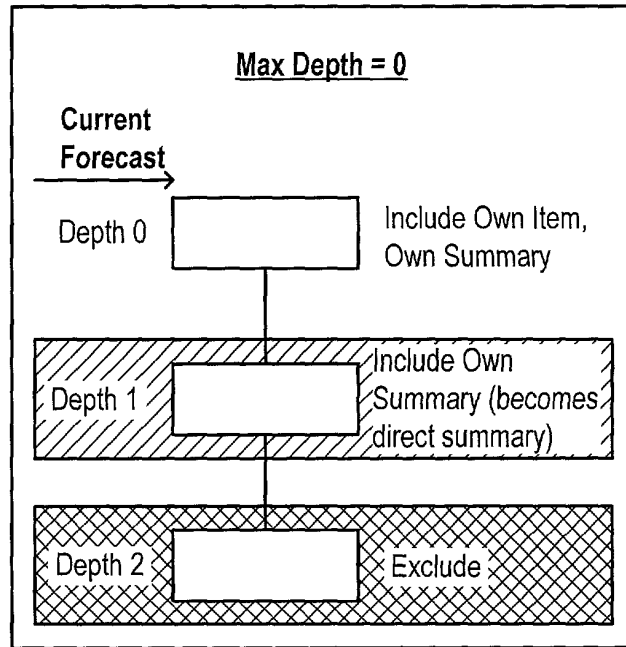 Max Depth = 0
Current
Forecast
Depth 0
Include Own Item,
Own Summary
Depth 1
Include Own
Summary (becomes
direct summary)
Depth 2
Exclude